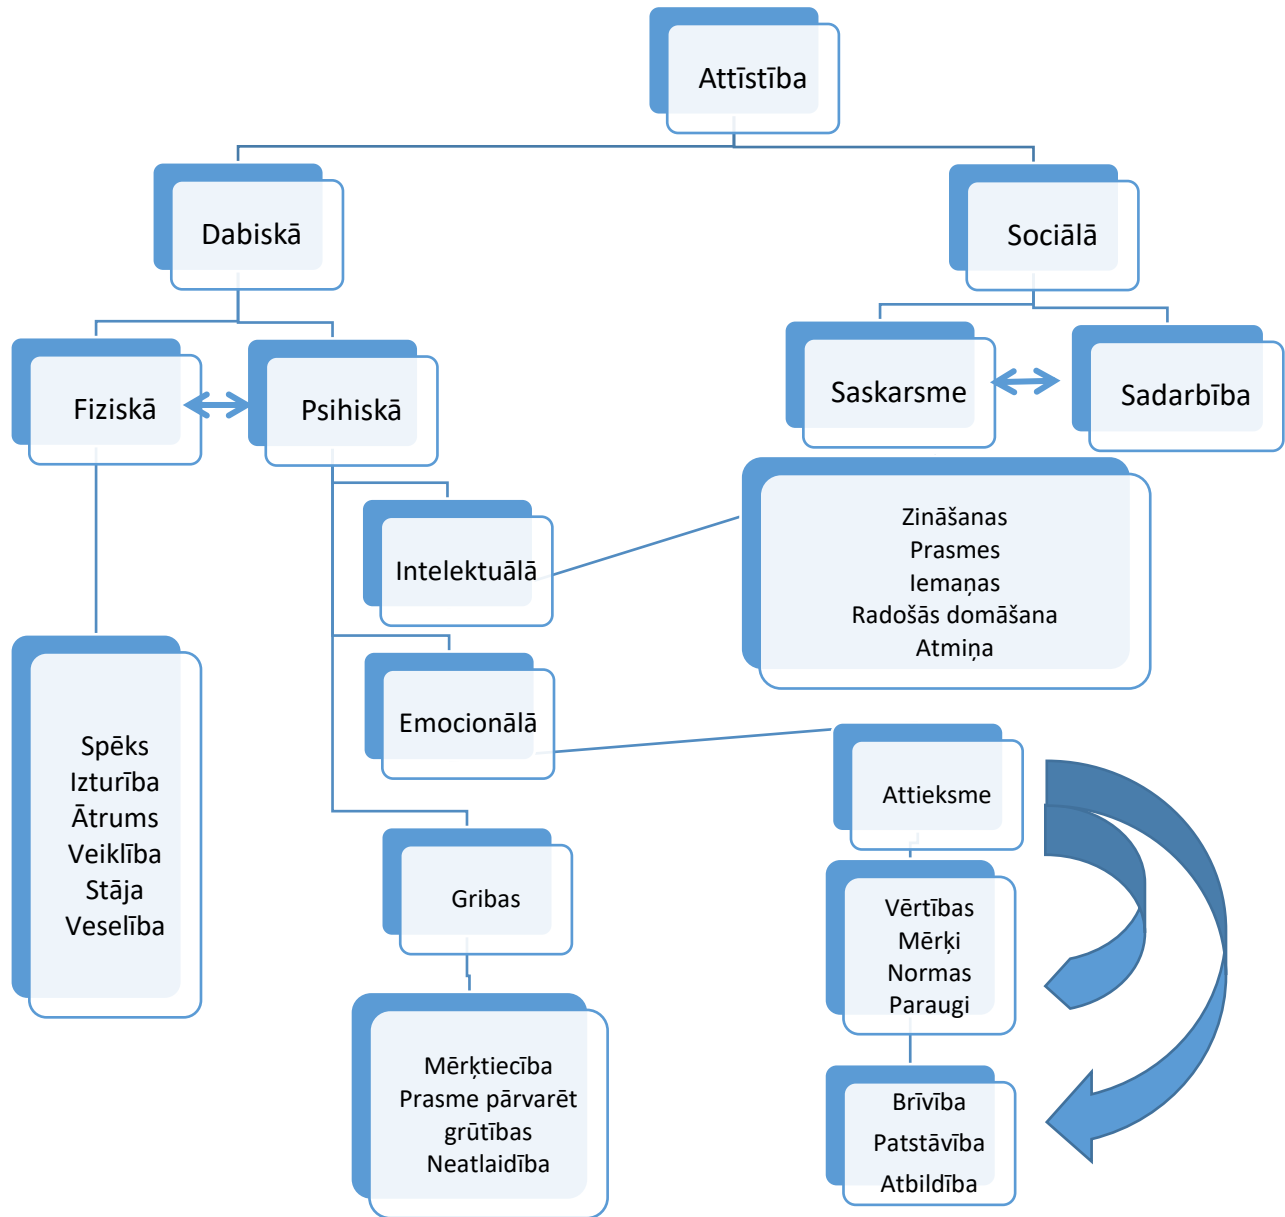 Attīstība
Dabiskā
Sociālā
Fiziskā
Psihiskā
Saskarsme
Sadarbība
Intelektuālā
Zināšanas
Prasmes
Iemaņas
Radošās domāšana
Atmiņa
Emocionālā
Spēks
Izturība
Ātrums
Veiklība
Stāja
Veselība
Attieksme
Gribas
Vērtības
Mērķi
Normas
Paraugi
Mērķtiecība
Prasme pārvarēt
grūtības
Neatlaidība
Brīvība
Patstāvība
Atbildība